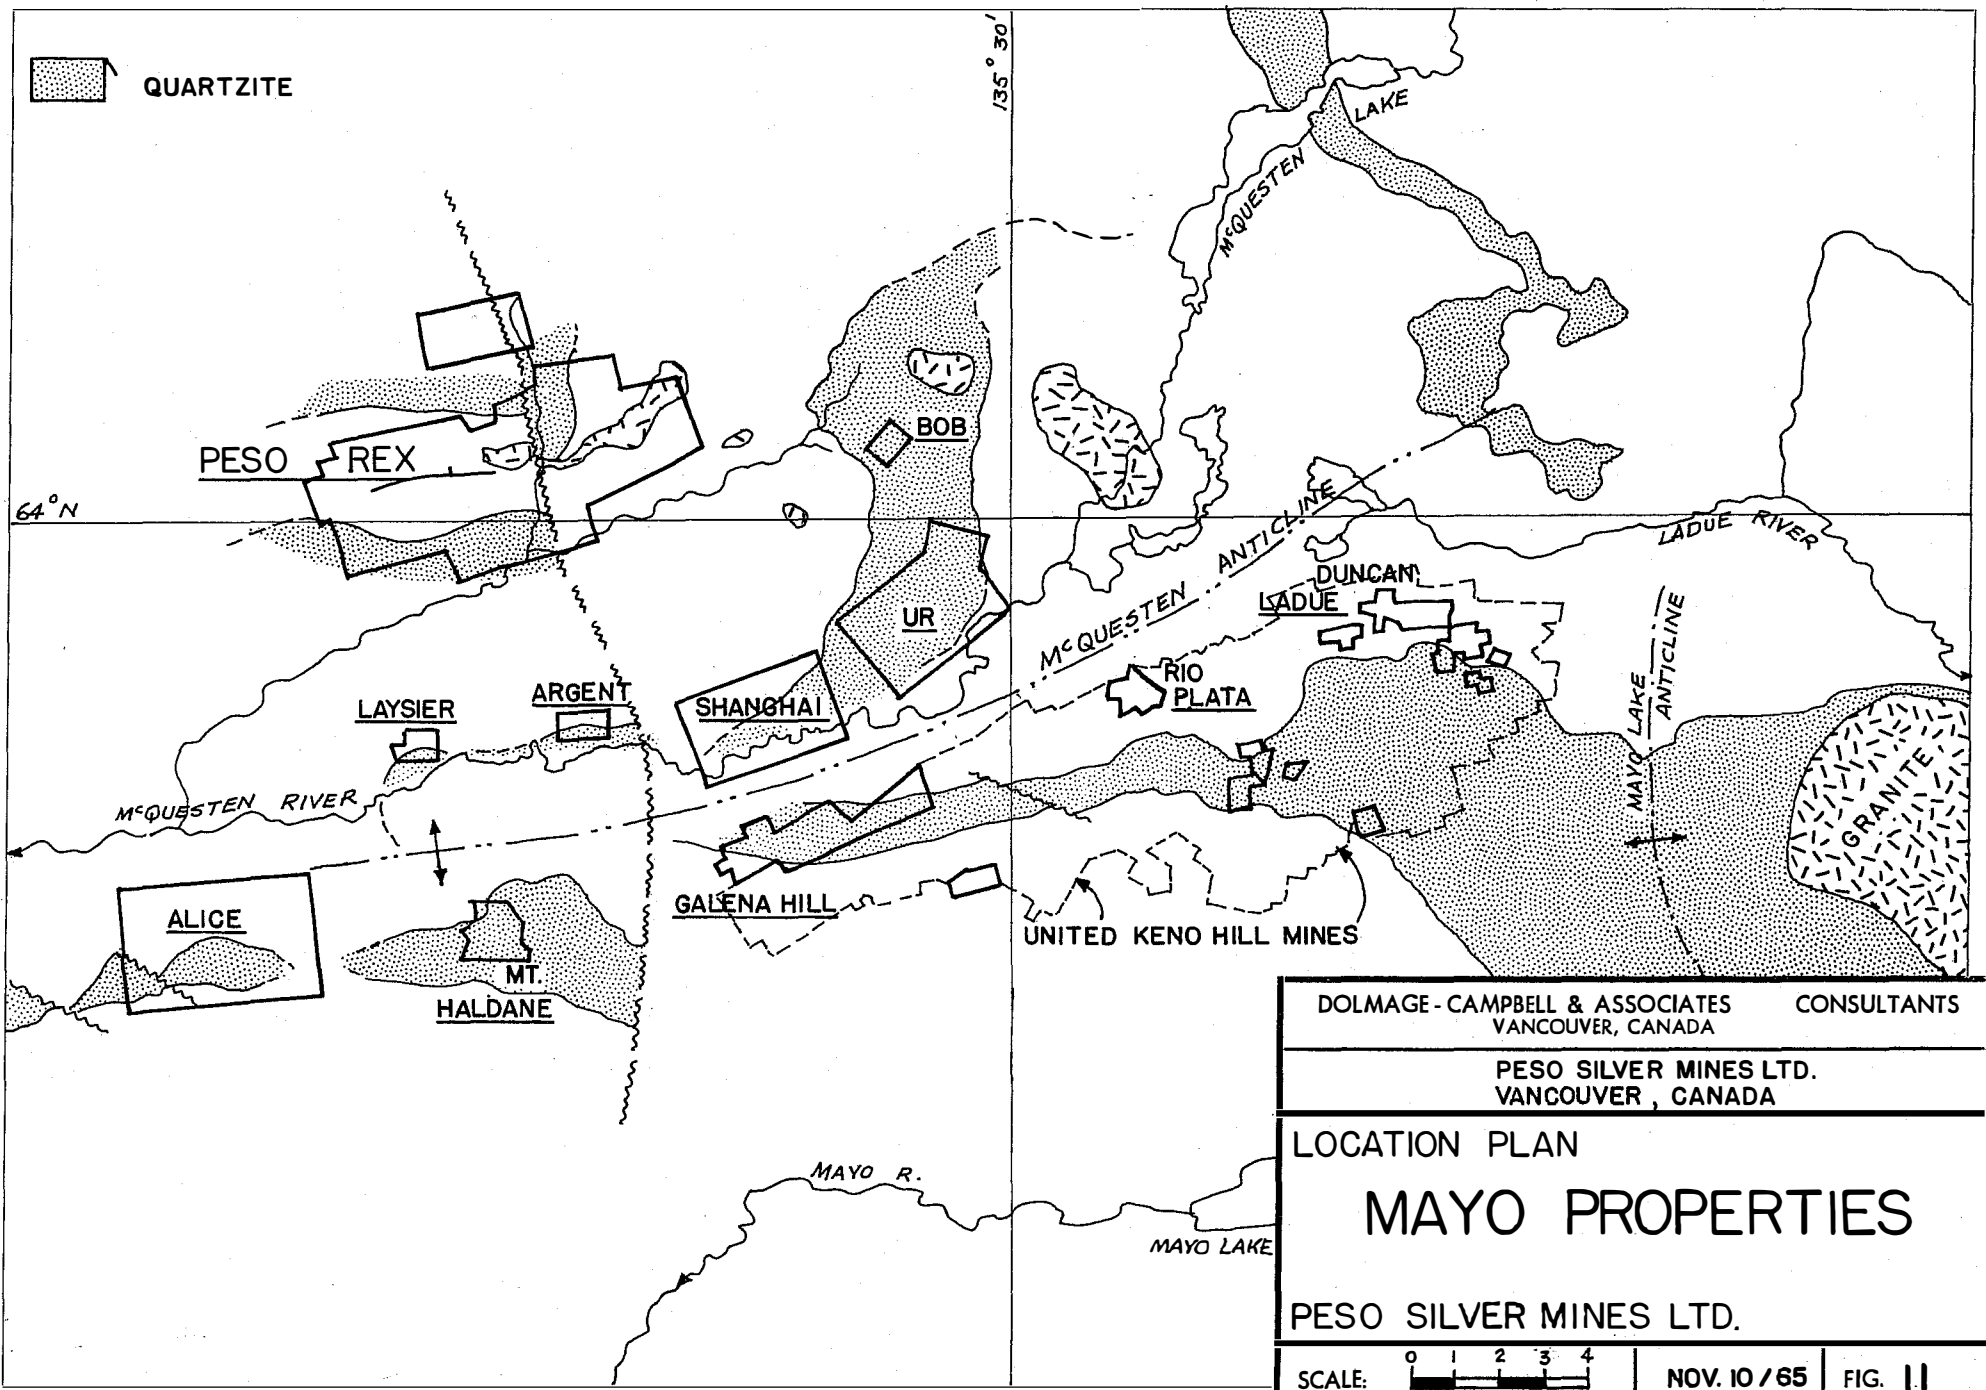 QUARTZITE
135° 30'
LAKE
McQUESTEN
BOB
PESO REX
64° N
McQUESTEN ANTICLINE
LADUE RIVER
DUNCAN
LADUE
UR
MAYO LAKE
ANTICLINE
RIO
PLATA
ARGENT
SHANGHAI
LAYSIER
McQUESTEN RIVER
GRANITE
GALENA HILL
ALICE
UNITED KENO HILL MINES
MT.
HALDANE
MAYO R.
MAYO LAKE
DOLMAGE - CAMPBELL & ASSOCIATES CONSULTANTS
VANCOUVER, CANADA
PESO SILVER MINES LTD.
VANCOUVER , CANADA
LOCATION PLAN
MAYO PROPERTIES
PESO SILVER MINES LTD.
SCALE: 0 1 2 3 4
NOV. 10 / 65
FIG. 11